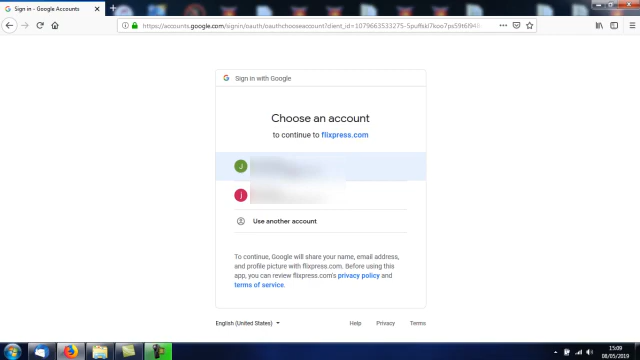 Sign in - Google Accounts
https://accounts.google.com/signin/oauth/oauthchooseaccount?client_id=1079663533275-5puffskl7koo7ps59t6f94
Sign in with Google
Choose an account
to continue to flixpress.com
J
j
Use another account
To continue, Google will share your name, email address,
and profile picture with flixpress.com. Before using this
app, you can review flixpress.com's privacy policy and
terms of service.
English (United States)
Help
Privacy
Terms
15:09
08/05/2019